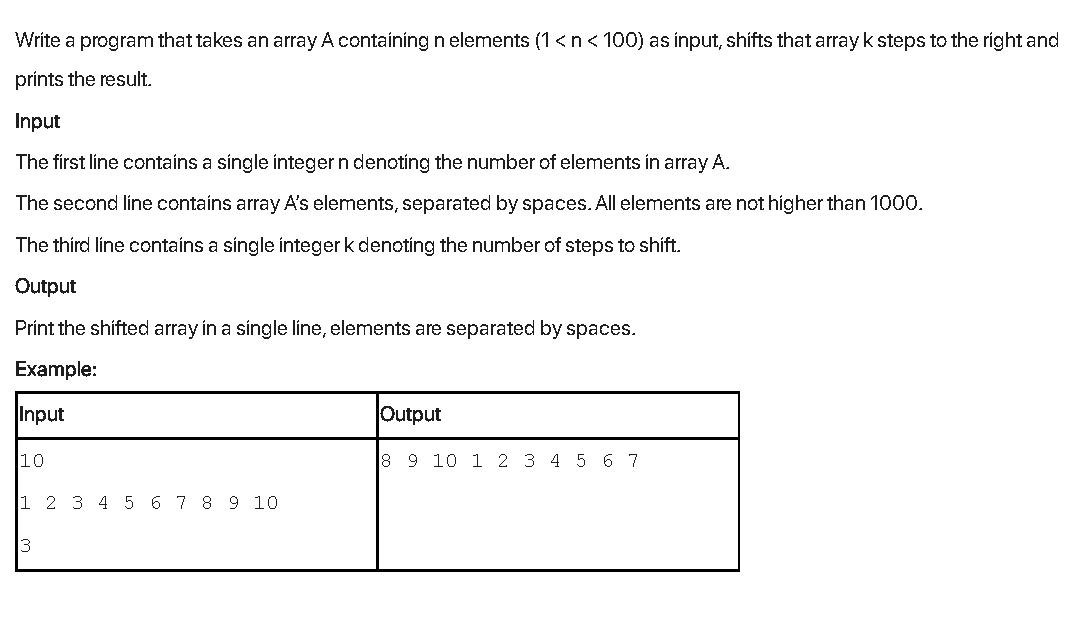 Write a program that takes an array A containing n elements (1 < n < 100) as input, shifts that array k steps to the right and
prints the result.
Input
The first line contains a single integer n denoting the number of elements in array A.
The second line contains array A’s elements, separated by spaces. All elements are not higher than 1000.
The third line contains a single integer k denoting the number of steps to shift.
Output
Print the shifted array in a single line, elements are separated by spaces.
Example:
Input Output
10 8 9 10 1 2 3 4 5 6 7
1 2 3 4 5 6 7 8 9 10
3